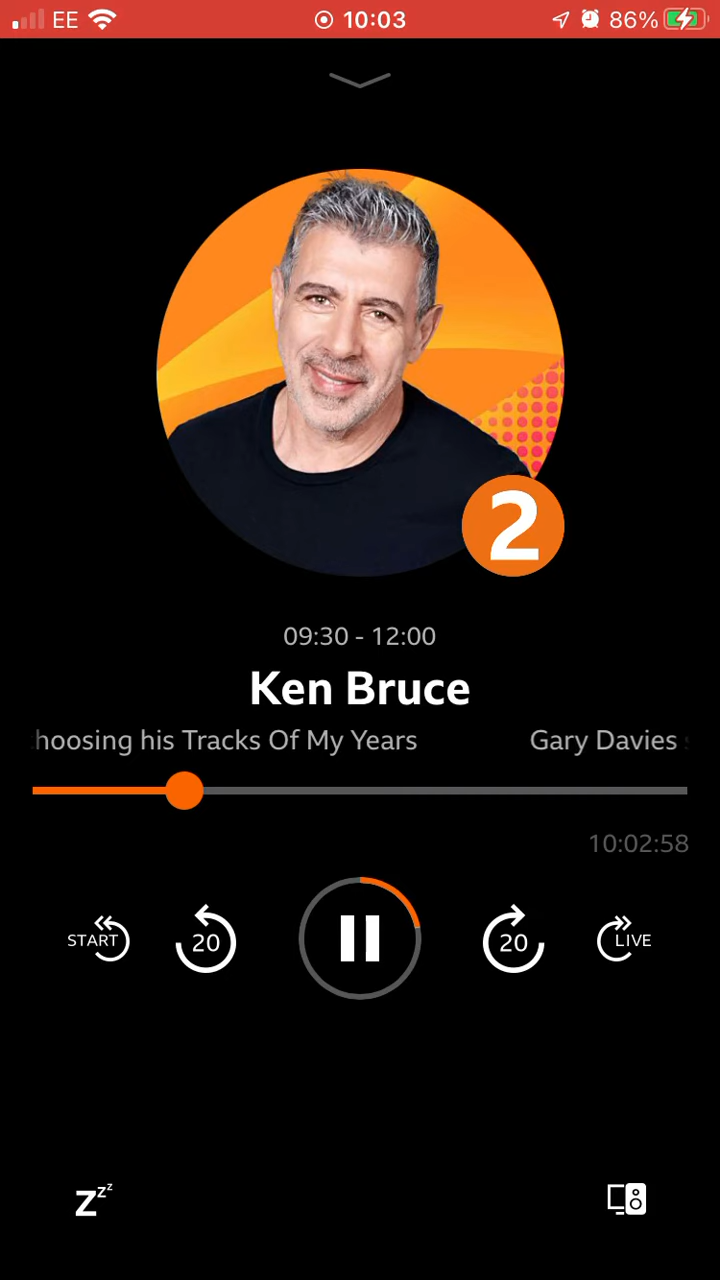 EE 10:03 86%
2
09:30 - 12:00
Ken Bruce
hoosing his Tracks Of My Years Gary Davies
10:02:58
START 20 20 LIVE
zzz